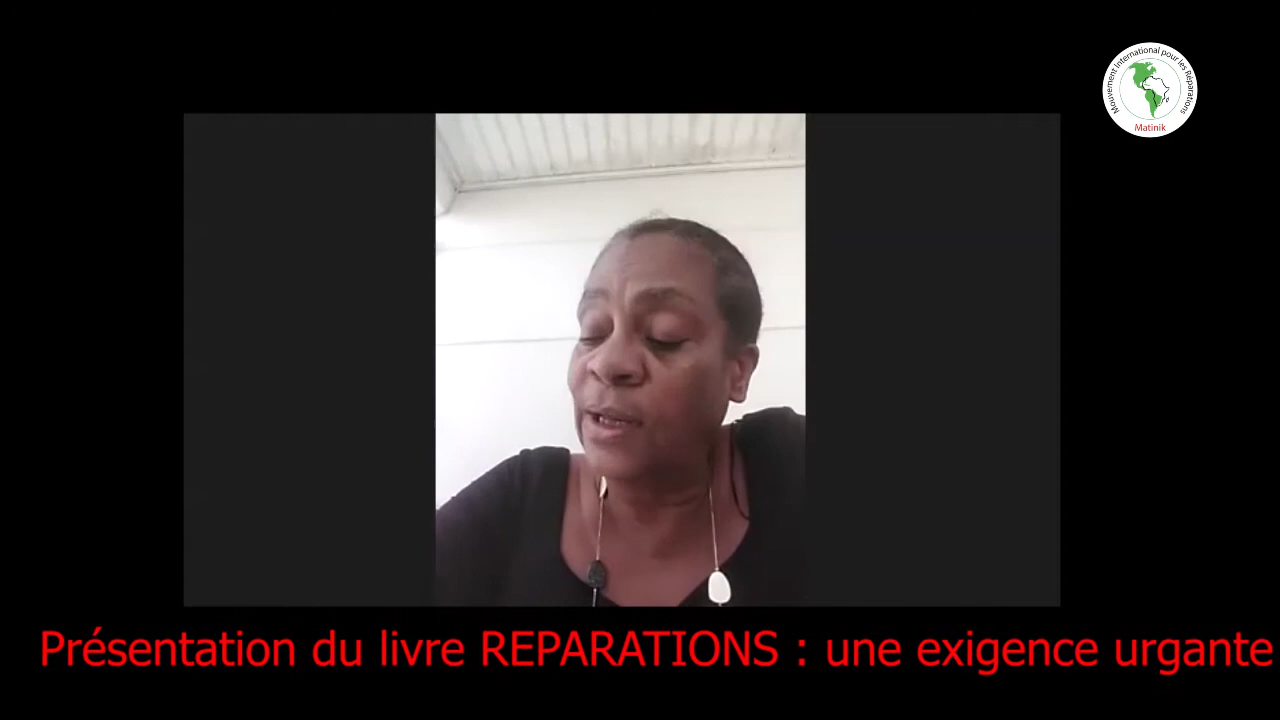 Mouvement International pour les Réparations
Matinik
Présentation du livre REPARATIONS : une exigence urgante